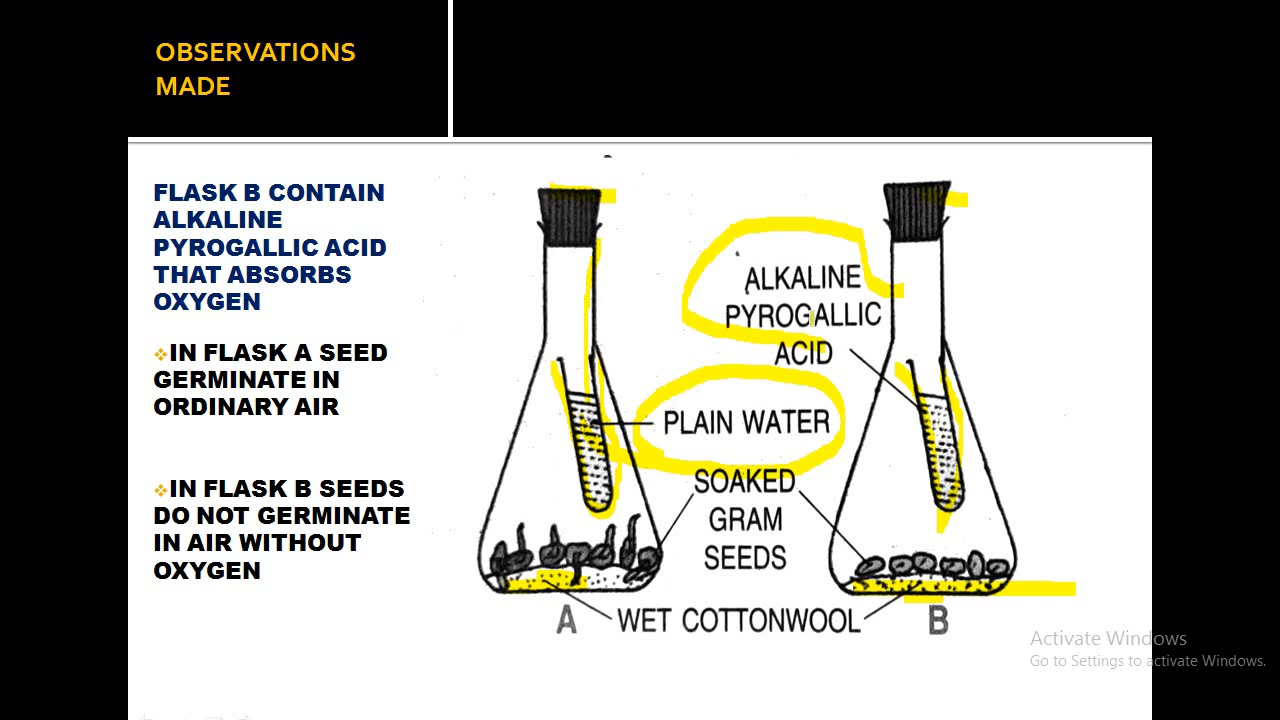 OBSERVATIONS
MADE
FLASK B CONTAIN
ALKALINE
PYROGALLIC ACID
THAT ABSORBS
OXYGEN
IN FLASK A SEED
GERMINATE IN
ORDINARY AIR
IN FLASK B SEEDS
DO NOT GERMINATE
IN AIR WITHOUT
OXYGEN
ALKALINE
PYROGALLIC
ACID
PLAIN WATER
SOAKED
GRAM
SEEDS
WET COTTONWOOL
A
B
Activate Windows
Go to Settings to activate Windows.